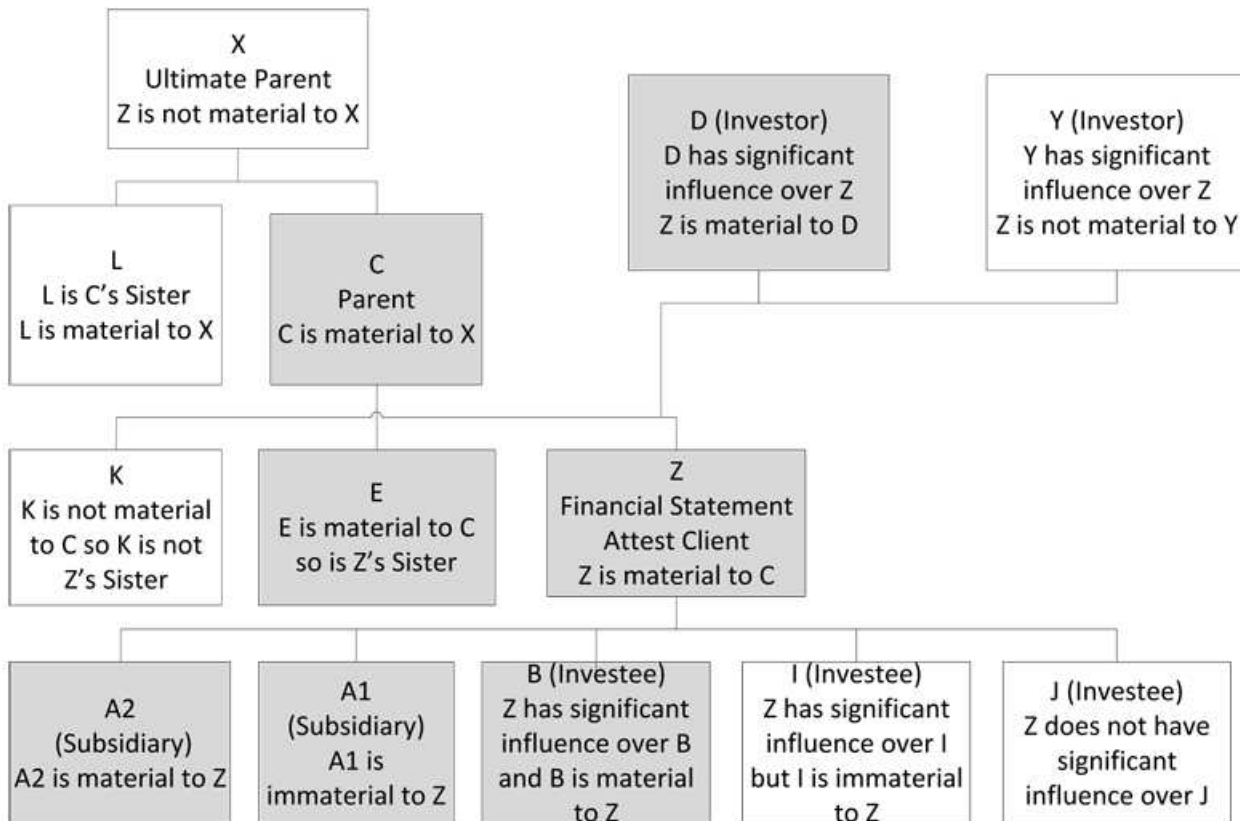 X
Ultimate Parent
Z is not material to X
D (Investor)
D has significant
influence over Z
Z is material to D
Y (Investor)
Y has significant
influence over Z
Z is not material to Y
L
L is C's Sister
L is material to X
C
Parent
C is material to X
K
K is not material
to C so K is not
Z's Sister
E
E is material to C
so is Z's Sister
Z
Financial Statement
Attest Client
Z is material to C
A2
(Subsidiary)
A2 is material to Z
A1
(Subsidiary)
A1 is
immaterial to Z
B (Investee)
Z has significant
influence over B
and B is material
to Z
I (Investee)
Z has significant
influence over I
but I is immaterial
to Z
J (Investee)
Z does not have
significant
influence over J